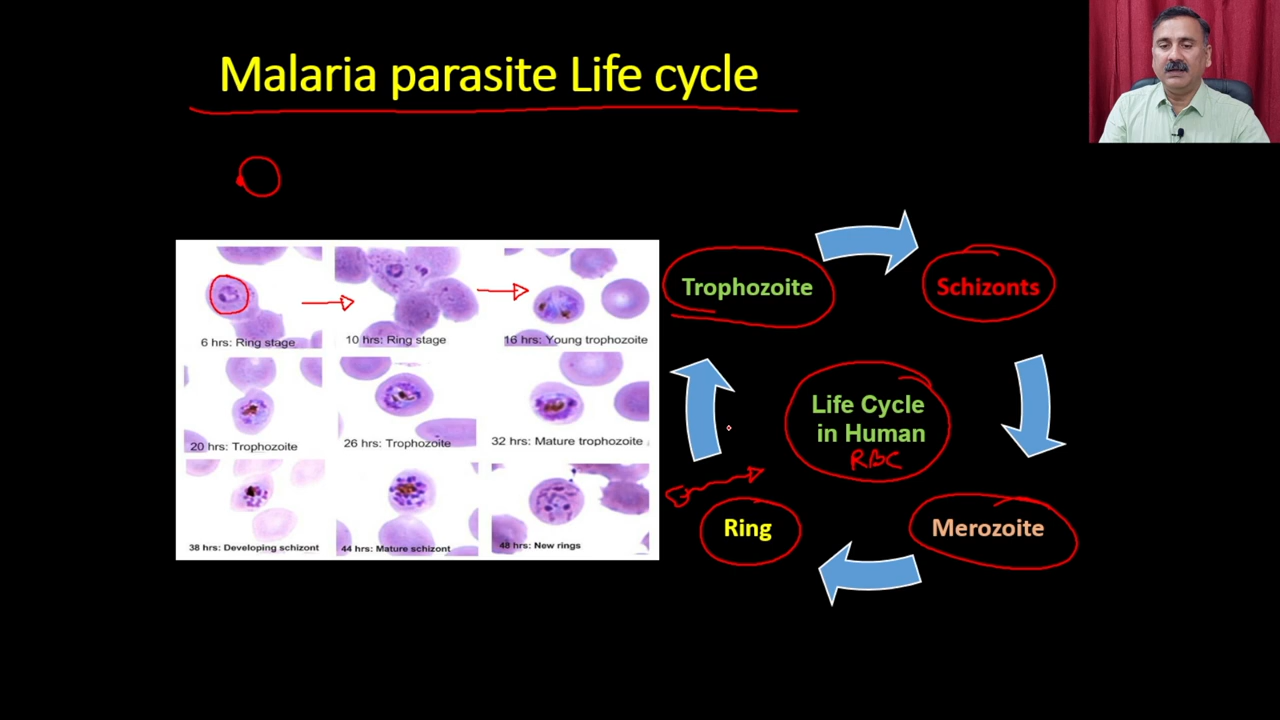 Malaria parasite Life cycle
6 hrs: Ring stage
10 hrs: Ring stage
16 hrs: Young trophozoite
20 hrs: Trophozoite
26 hrs: Trophozoite
32 hrs: Mature trophozoite
38 hrs: Developing schizont
44 hrs: Mature schizont
48 hrs: New rings
Trophozoite
Schizonts
Life Cycle
in Human
RBC
Ring
Merozoite